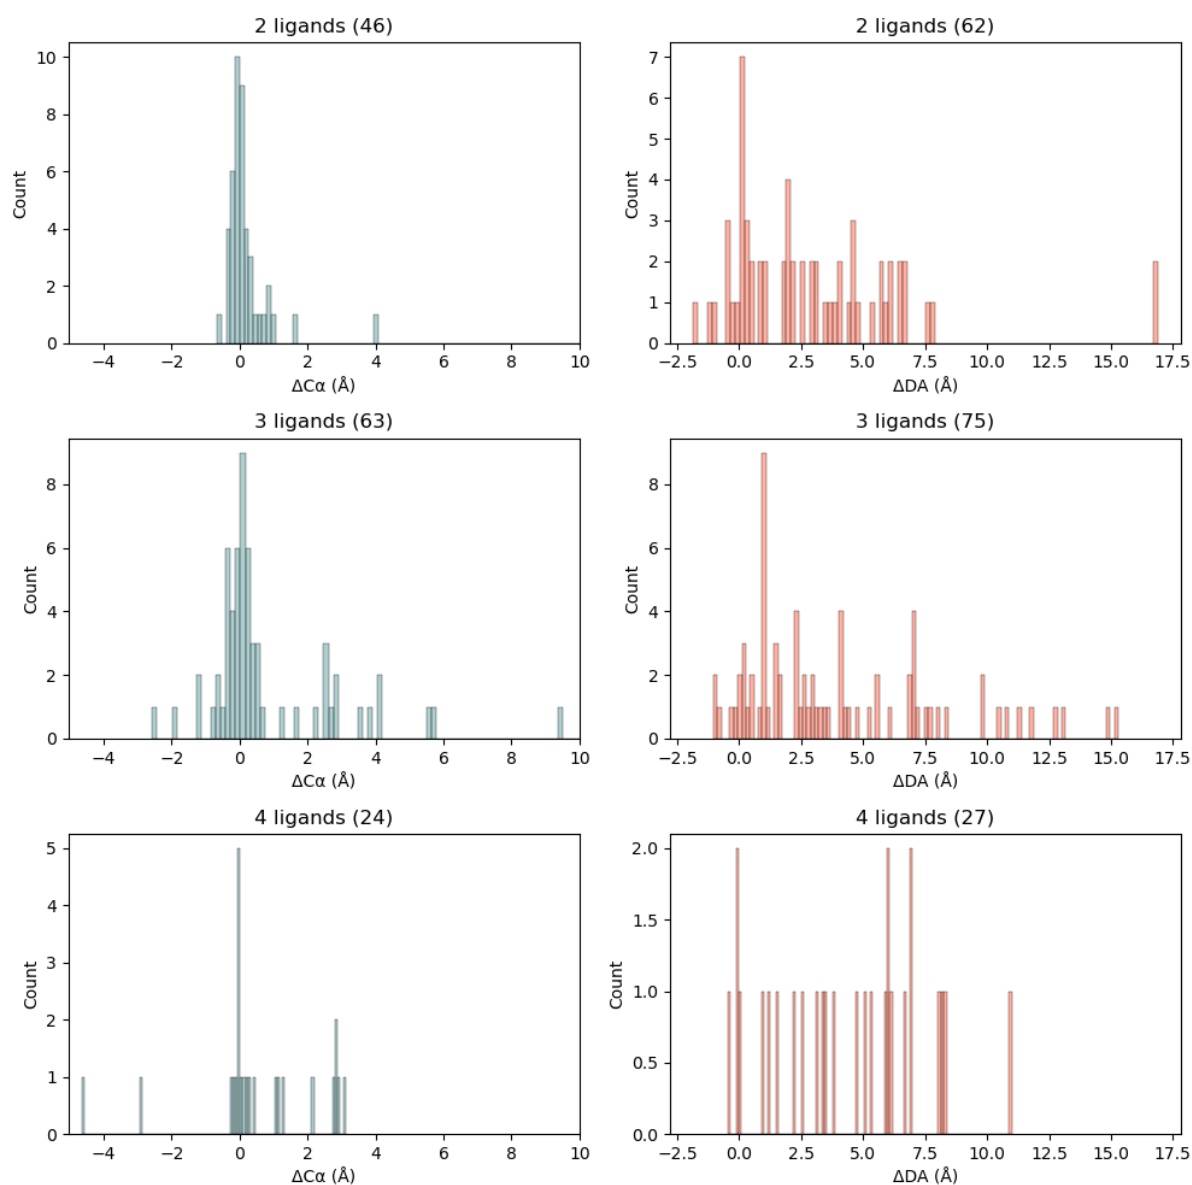 2 ligands (46)
10
8
6
4
2
0
Count
−4 −2 0 2 4 6 8 10
ΔCα (Å)
2 ligands (62)
7
6
5
4
3
2
1
0
Count
−2.5 0.0 2.5 5.0 7.5 10.0 12.5 15.0 17.5
ΔDA (Å)
3 ligands (63)
8
6
4
2
0
Count
−4 −2 0 2 4 6 8 10
ΔCα (Å)
3 ligands (75)
8
6
4
2
0
Count
−2.5 0.0 2.5 5.0 7.5 10.0 12.5 15.0 17.5
ΔDA (Å)
4 ligands (24)
5
4
3
2
1
0
Count
−4 −2 0 2 4 6 8 10
ΔCα (Å)
4 ligands (27)
2.0
1.5
1.0
0.5
0.0
Count
−2.5 0.0 2.5 5.0 7.5 10.0 12.5 15.0 17.5
ΔDA (Å)